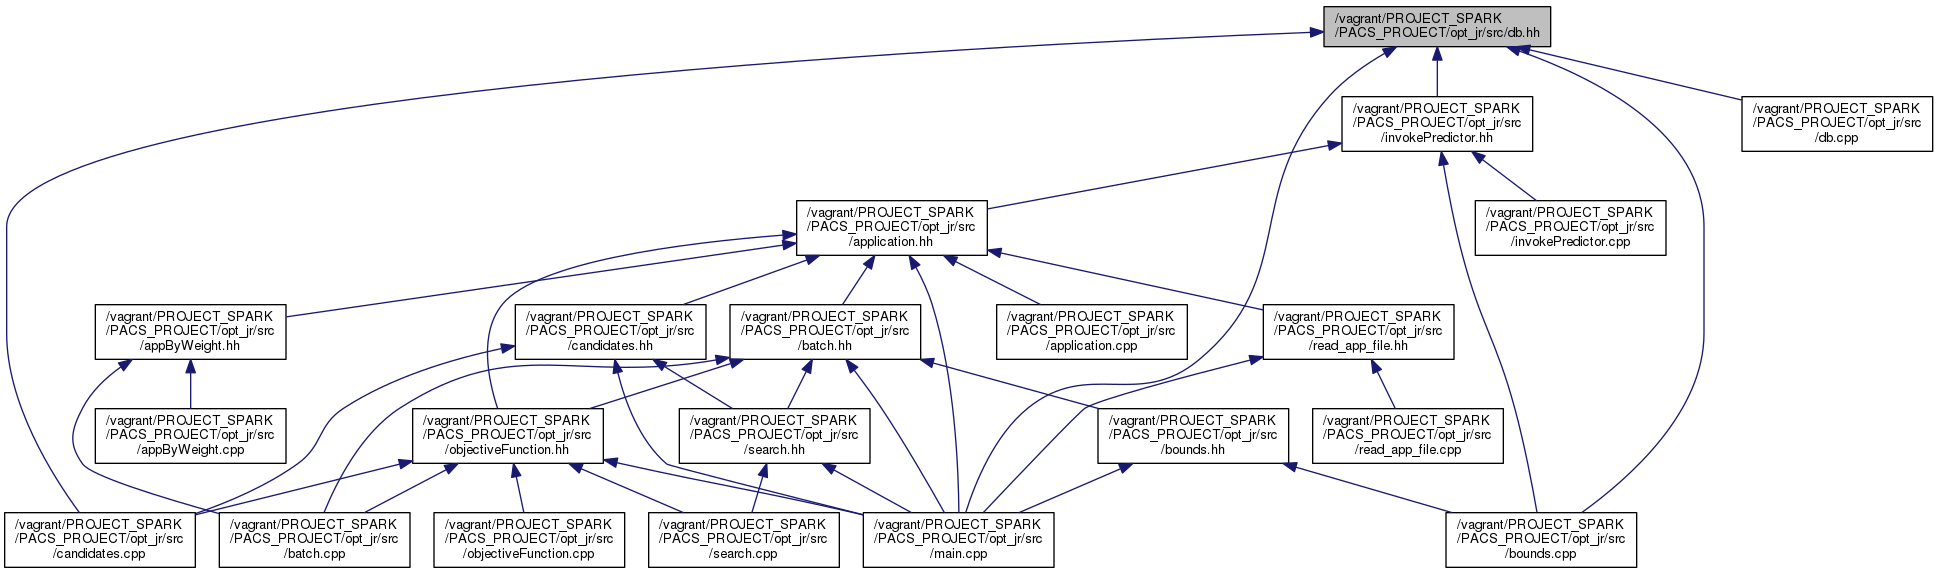 /vagrant/PROJECT_SPARK
/PACS_PROJECT/opt_jr/src/db.hh
/vagrant/PROJECT_SPARK
/PACS_PROJECT/opt_jr/src
/invokePredictor.hh
/vagrant/PROJECT_SPARK
/PACS_PROJECT/opt_jr/src
/db.cpp
/vagrant/PROJECT_SPARK
/PACS_PROJECT/opt_jr/src
/application.hh
/vagrant/PROJECT_SPARK
/PACS_PROJECT/opt_jr/src
/invokePredictor.cpp
/vagrant/PROJECT_SPARK
/PACS_PROJECT/opt_jr/src
/appByWeight.hh
/vagrant/PROJECT_SPARK
/PACS_PROJECT/opt_jr/src
/candidates.hh
/vagrant/PROJECT_SPARK
/PACS_PROJECT/opt_jr/src
/batch.hh
/vagrant/PROJECT_SPARK
/PACS_PROJECT/opt_jr/src
/application.cpp
/vagrant/PROJECT_SPARK
/PACS_PROJECT/opt_jr/src
/read_app_file.hh
/vagrant/PROJECT_SPARK
/PACS_PROJECT/opt_jr/src
/appByWeight.cpp
/vagrant/PROJECT_SPARK
/PACS_PROJECT/opt_jr/src
/objectiveFunction.hh
/vagrant/PROJECT_SPARK
/PACS_PROJECT/opt_jr/src
/search.hh
/vagrant/PROJECT_SPARK
/PACS_PROJECT/opt_jr/src
/bounds.hh
/vagrant/PROJECT_SPARK
/PACS_PROJECT/opt_jr/src
/read_app_file.cpp
/vagrant/PROJECT_SPARK
/PACS_PROJECT/opt_jr/src
/candidates.cpp
/vagrant/PROJECT_SPARK
/PACS_PROJECT/opt_jr/src
/batch.cpp
/vagrant/PROJECT_SPARK
/PACS_PROJECT/opt_jr/src
/objectiveFunction.cpp
/vagrant/PROJECT_SPARK
/PACS_PROJECT/opt_jr/src
/search.cpp
/vagrant/PROJECT_SPARK
/PACS_PROJECT/opt_jr/src
/main.cpp
/vagrant/PROJECT_SPARK
/PACS_PROJECT/opt_jr/src
/bounds.cpp